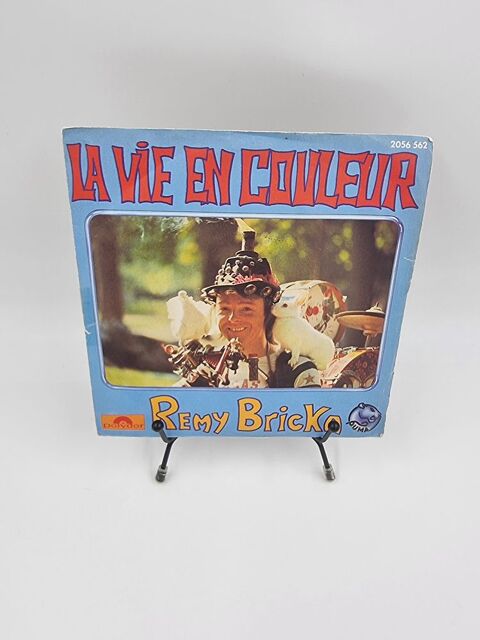 2056 562
LA VIE EN COULEUR
polydor
REMY BRICKA